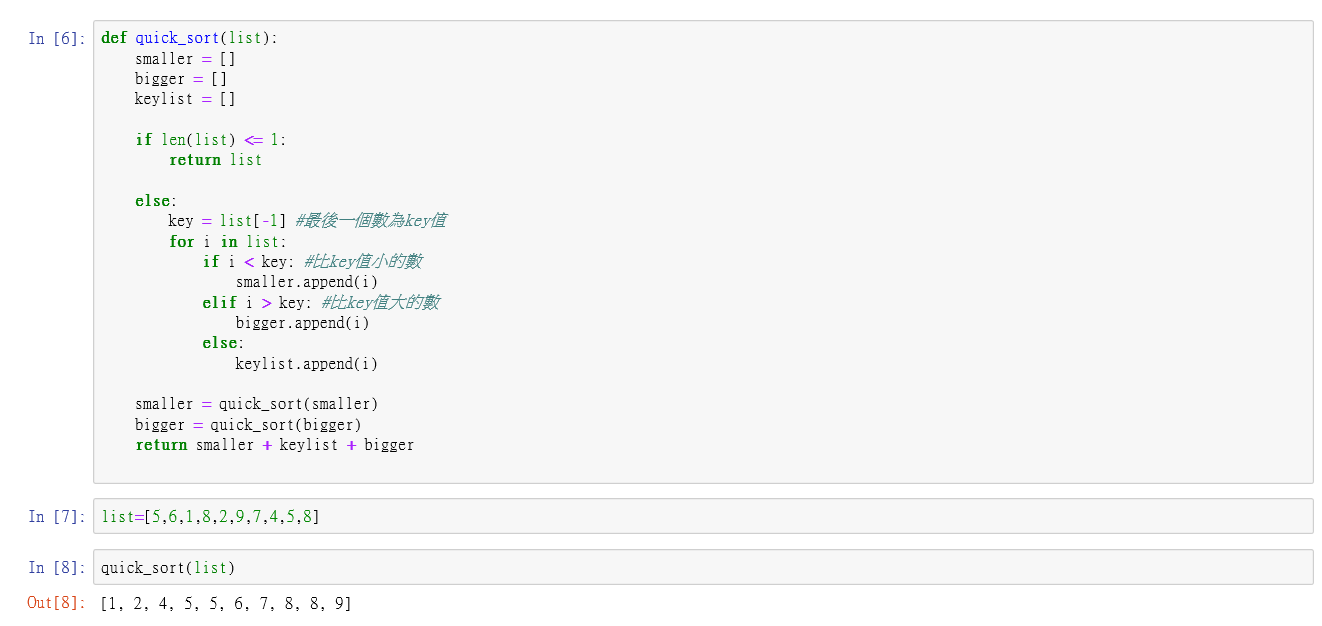 In [6]: def quick_sort(list):
    smaller = []
    bigger = []
    keylist = []
    if len(list) <= 1:
        return list
    else:
        key = list[-1] #最後一個數為key值
        for i in list:
            if i < key: #比key值小的數
                smaller.append(i)
            elif i > key: #比key值大的數
                bigger.append(i)
            else:
                keylist.append(i)
    smaller = quick_sort(smaller)
    bigger = quick_sort(bigger)
    return smaller + keylist + bigger
In [7]: list=[5,6,1,8,2,9,7,4,5,8]
In [8]: quick_sort(list)
Out[8]: [1, 2, 4, 5, 5, 6, 7, 8, 8, 9]